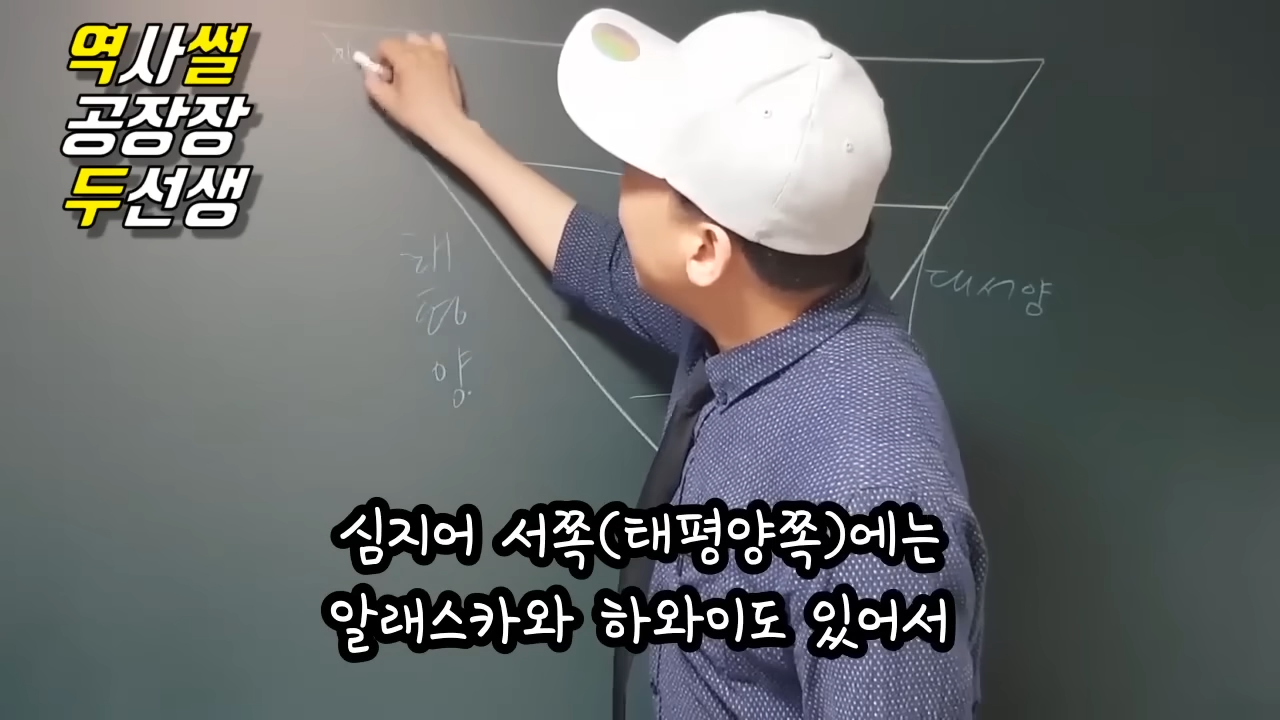 역사썰
공장장
두선생
태
평
양
대서양
심지어 서쪽(태평양쪽)에는
알래스카와 하와이도 있어서